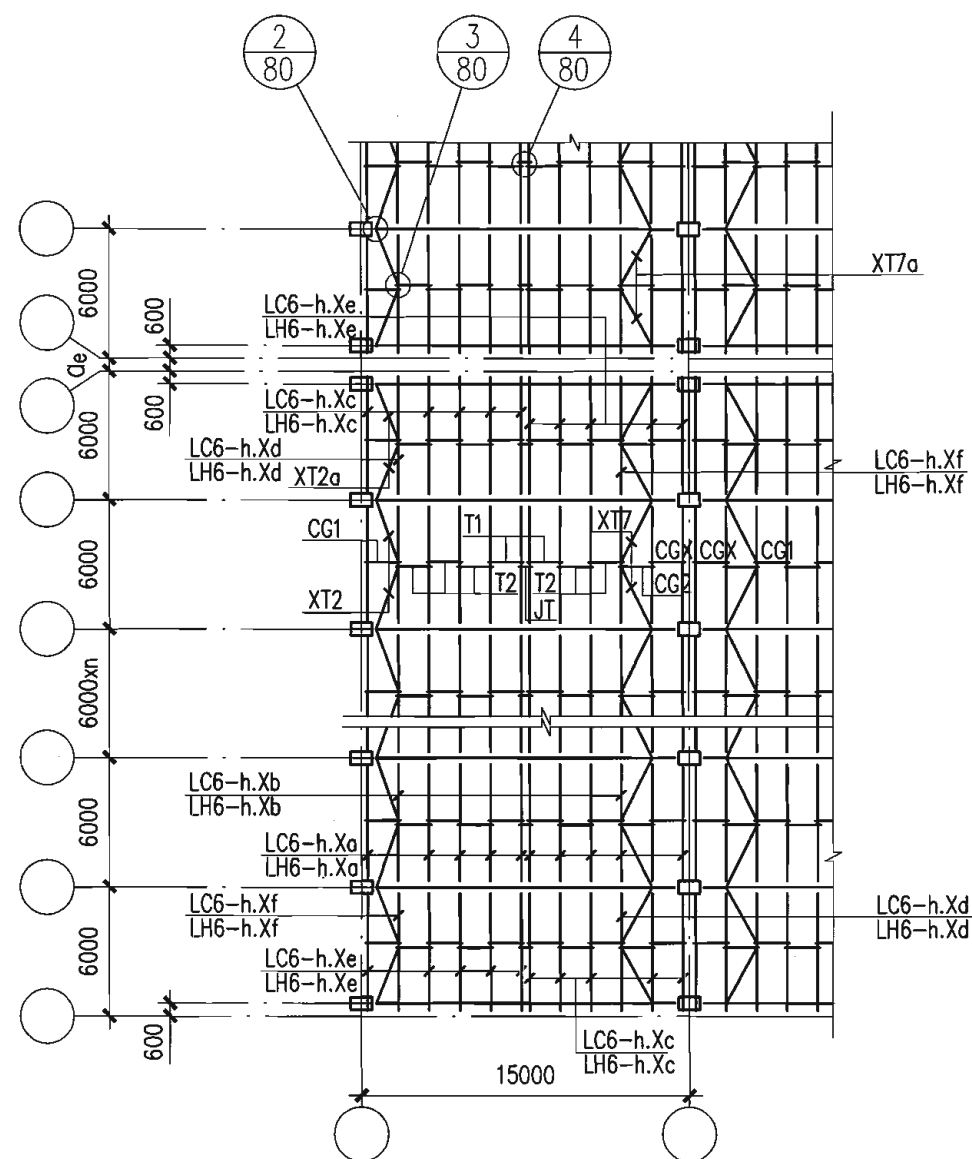 2
80
3
80
4
80
XT7a
6000
600
LC6-h.Xe
LH6-h.Xe
ae
600
LC6-h.Xc
LH6-h.Xc
6000
LC6-h.Xd
LH6-h.Xd
XT2a
LC6-h.Xf
LH6-h.Xf
6000
CG1
T1
XT7
CGX
CGX
CG1
XT2
T2
T2
CG2
JT
6000xn
6000
LC6-h.Xb
LH6-h.Xb
LC6-h.Xa
LH6-h.Xa
LC6-h.Xf
LH6-h.Xf
LC6-h.Xd
LH6-h.Xd
6000
LC6-h.Xe
LH6-h.Xe
600
LC6-h.Xc
LH6-h.Xc
15000